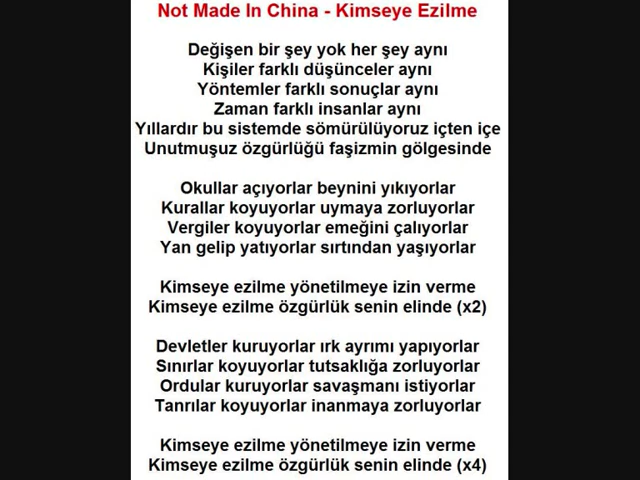 Not Made In China - Kimseye Ezilme
Değişen bir şey yok her şey aynı
Kişiler farklı düşünceler aynı
Yöntemler farklı sonuçlar aynı
Zaman farklı insanlar aynı
Yıllardır bu sistemde sömürülüyoruz içten içe
Unutmuşuz özgürlüğü faşizmin gölgesinde
Okullar açıyorlar beynini yıkıyorlar
Kurallar koyuyorlar uymaya zorluyorlar
Vergiler koyuyorlar emeğini çalıyorlar
Yan gelip yatıyorlar sırtından yaşıyorlar
Kimseye ezilme yönetilmeye izin verme
Kimseye ezilme özgürlük senin elinde (x2)
Devletler kuruyorlar ırk ayrımı yapıyorlar
Sınırlar koyuyorlar tutsaklığa zorluyorlar
Ordular kuruyorlar savaşmanı istiyorlar
Tanrılar koyuyorlar inanmaya zorluyorlar
Kimseye ezilme yönetilmeye izin verme
Kimseye ezilme özgürlük senin elinde (x4)